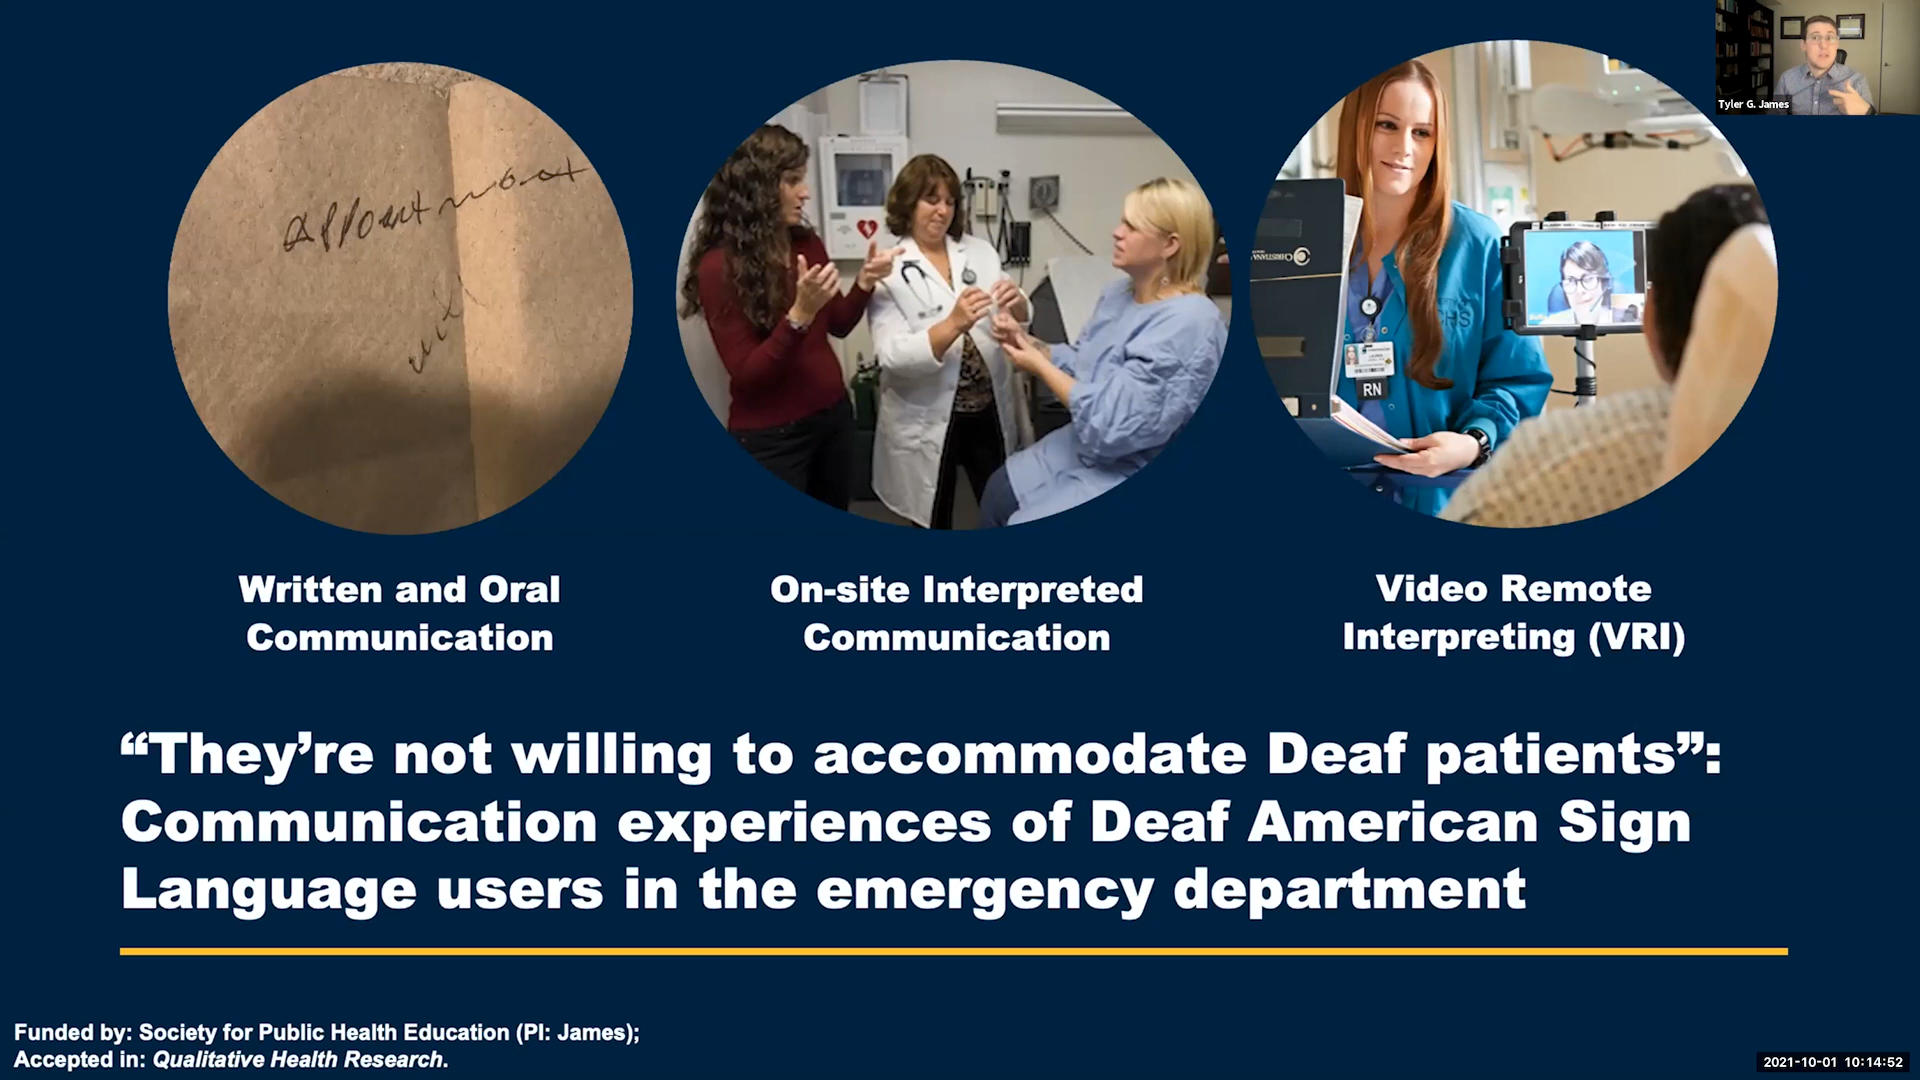 Tyler G. James
RN
Written and Oral
Communication
On-site Interpreted
Communication
Video Remote
Interpreting (VRI)
“They’re not willing to accommodate Deaf patients”:
Communication experiences of Deaf American Sign
Language users in the emergency department
Funded by: Society for Public Health Education (PI: James);
Accepted in: Qualitative Health Research.
2021-10-01 10:14:52